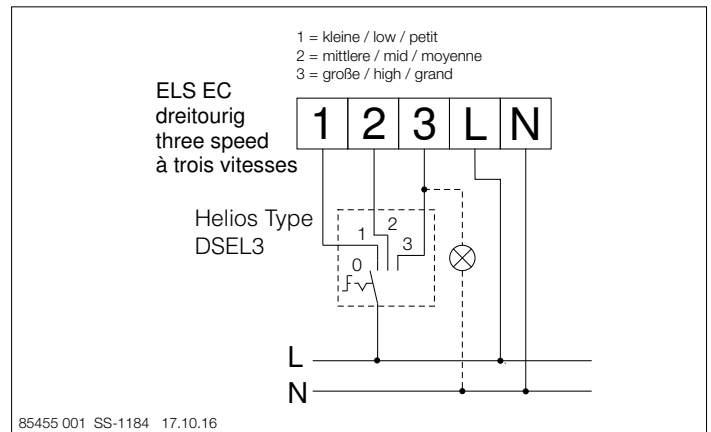 1 = kleine / low / petit
2 = mittlere / mid / moyenne
3 = große / high / grand
ELS EC
dreitourig
three speed
à trois vitesses
1 2 3 L N
Helios Type
DSEL3
2
1
3
0
L
N
85455 001 SS-1184 17.10.16